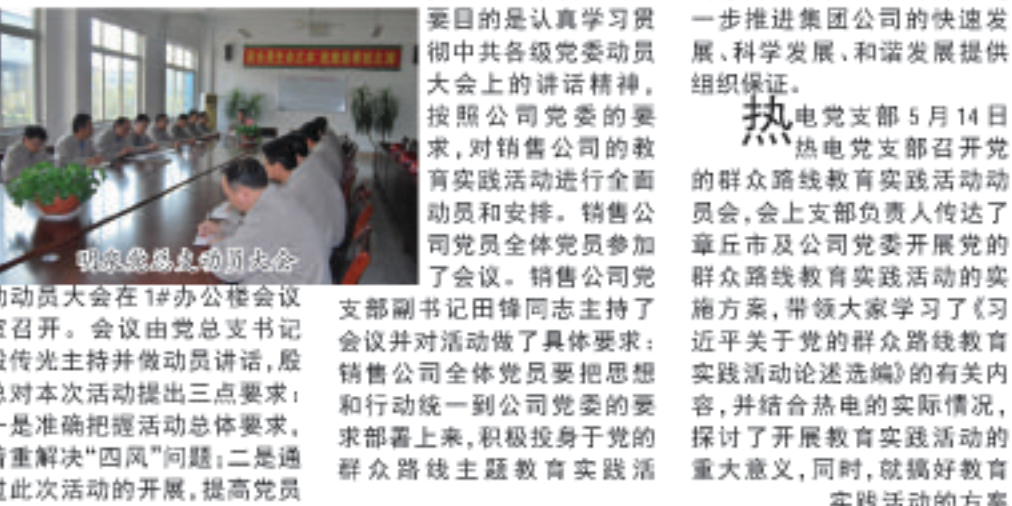 明水党总支动员大会
动员大会在1#办公楼会议
召开。会议由党总支书记
殷传光主持并做动员讲话,殷
总对本次活动提出三点要求:
一是准确把握活动总体要求,
着重解决“四风”问题;二是通
过此次活动的开展,提高党员
要目的是认真学习贯
彻中共各级党委动员
大会上的讲话精神,
按照公司党委的要
求,对销售公司的教
育实践活动进行全面
动员和安排。销售公
司党员全体党员参加
了会议。销售公司党
支部副书记田锋同志主持了
会议并对活动做了具体要求:
销售公司全体党员要把思想
和行动统一到公司党委的要
求部署上来,积极投身于党的
群众路线主题教育实践活
一步推进集团公司的快速发
展、科学发展、和谐发展提供
组织保证。
热电党支部5月14日
热电党支部召开党
的群众路线教育实践活动动
员会,会上支部负责人传达了
章丘市及公司党委开展党的
群众路线教育实践活动的实
施方案,带领大家学习了《习
近平关于党的群众路线教育
实践活动论述选编》的有关内
容,并结合热电的实际情况,
探讨了开展教育实践活动的
重大意义,同时,就搞好教育
实践活动的方案